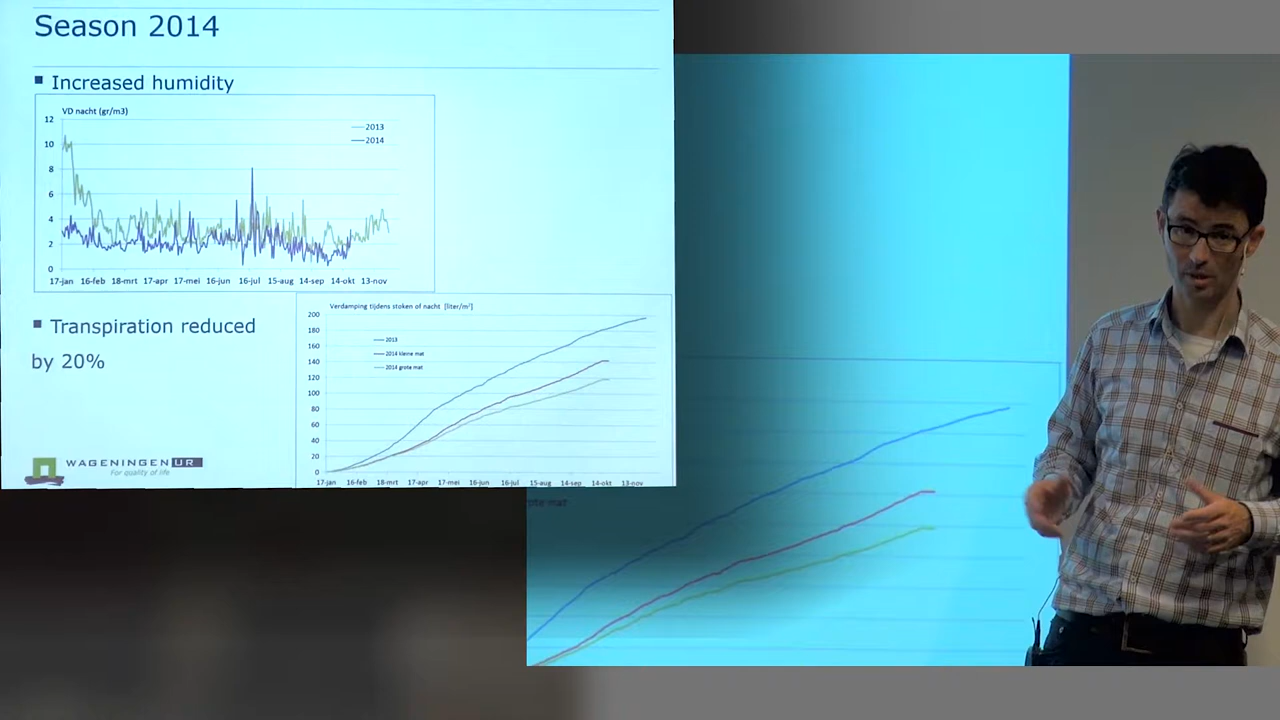 Season 2014
Increased humidity
VD nacht (gr/m3)
12
10
8
6
4
2
0
2013
2014
17-jan 16-feb 18-mrt 17-apr 17-mei 16-jun 16-jul 15-aug 14-sep 14-okt 13-nov
Transpiration reduced
by 20%
Verdamping tijdens stoken of nacht [liter/m²]
200
180
160
140
120
100
80
60
40
20
0
2013
2014 kleine mat
2014 grote mat
17-jan 16-feb 18-mrt 17-apr 17-mei 16-jun 16-jul 15-aug 14-sep 14-okt 13-nov
WAGENINGEN UR
For quality of life
mat